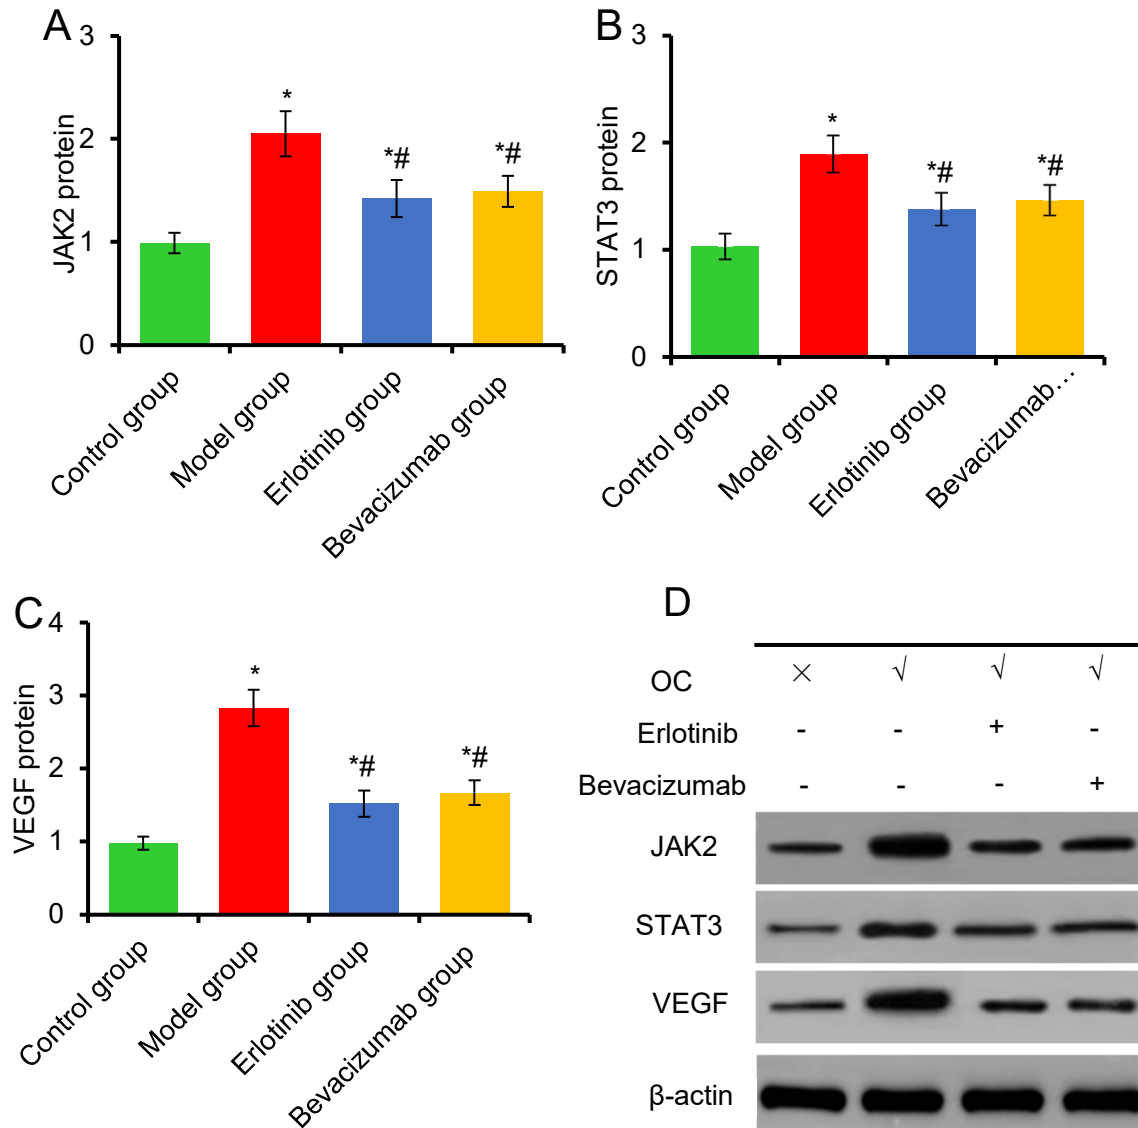 A
3
2
1
0
JAK2 protein
*
*#
*#
Control group
Model group
Erlotinib group
Bevacizumab group
B
3
2
1
0
STAT3 protein
*
*#
*#
Control group
Model group
Erlotinib group
Bevacizumab…
C
4
3
2
1
0
VEGF protein
*
*#
*#
Control group
Model group
Erlotinib group
Bevacizumab group
D
OC × √ √ √
Erlotinib - - + -
Bevacizumab - - - +
JAK2
STAT3
VEGF
β-actin